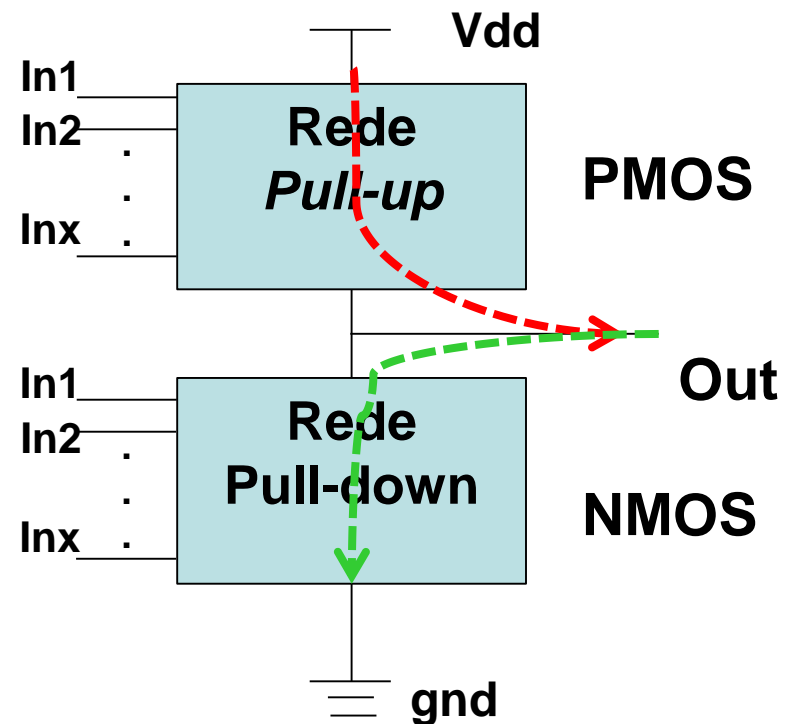 Vdd
In1
In2
.
.
Inx .
Rede
Pull-up
PMOS
Out
In1
In2
.
.
Inx .
Rede
Pull-down
NMOS
gnd